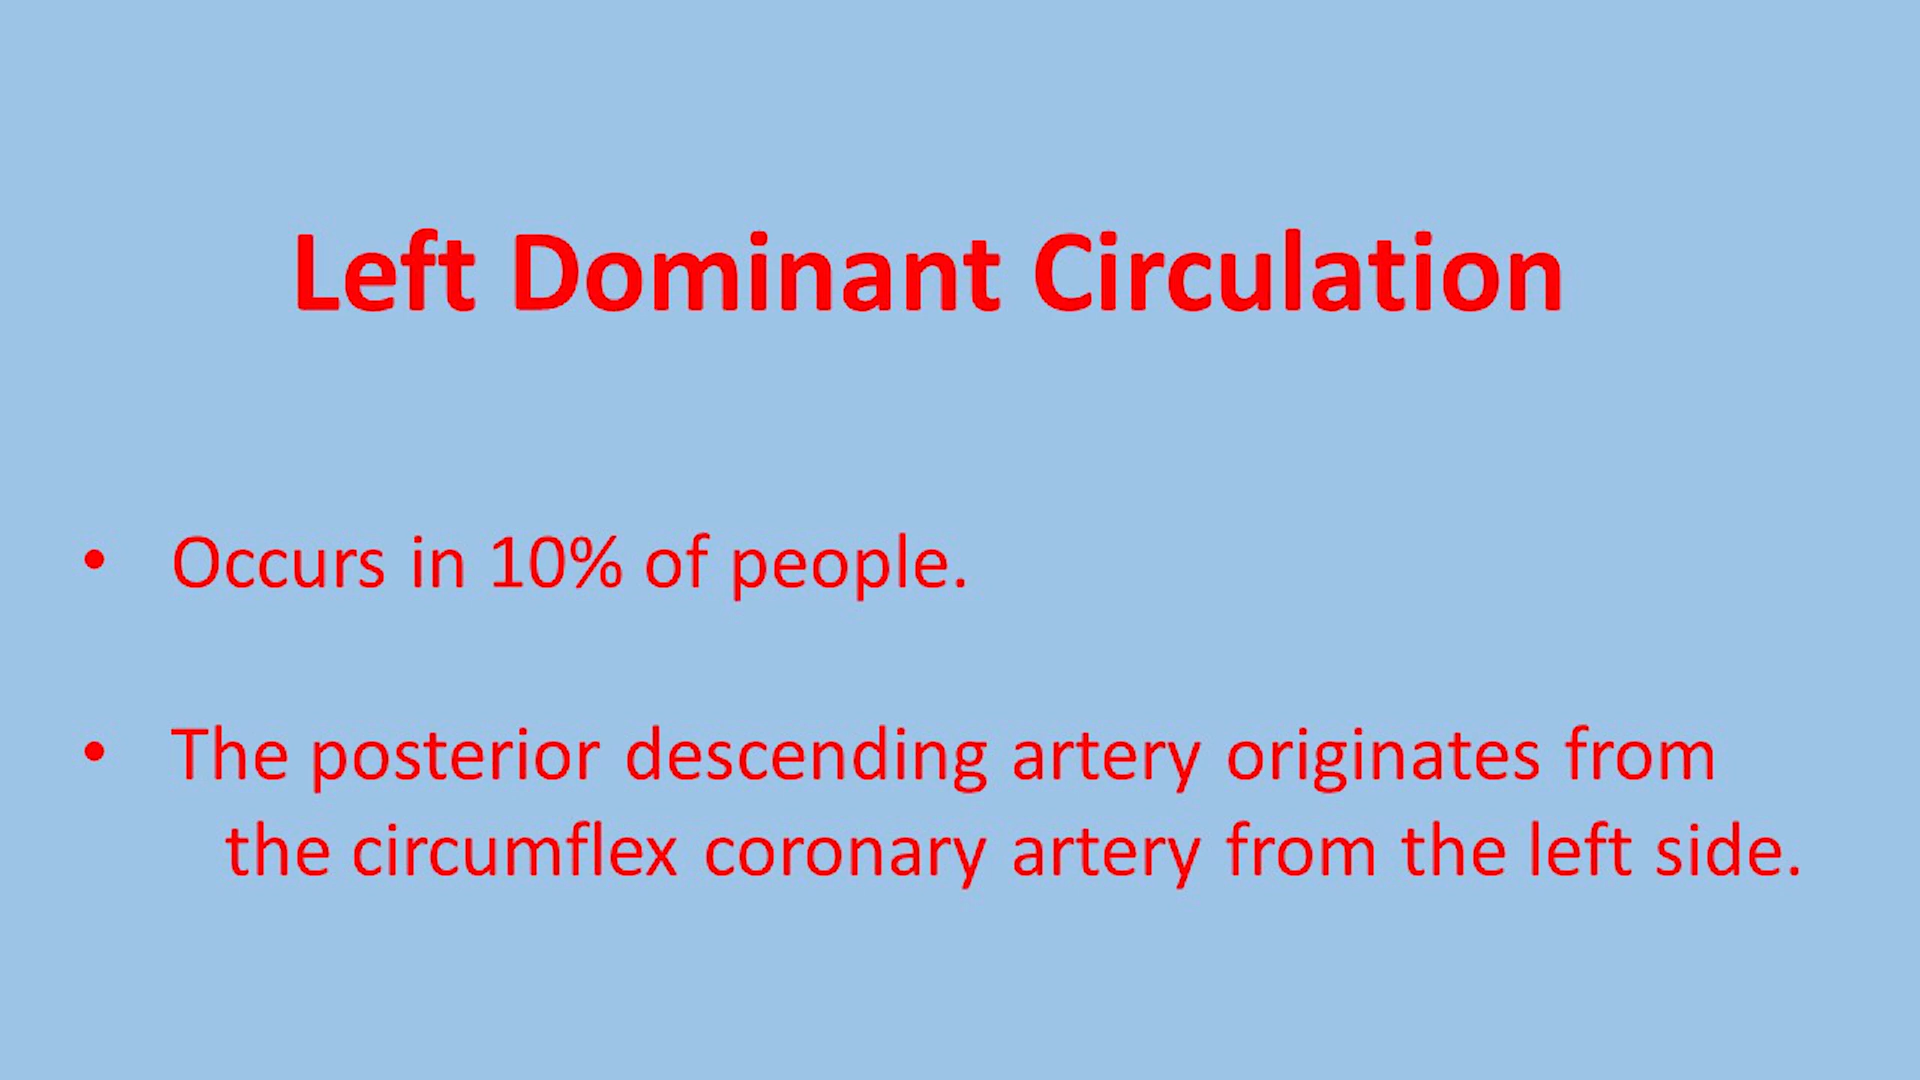 Left Dominant Circulation
• Occurs in 10% of people.
• The posterior descending artery originates from
the circumflex coronary artery from the left side.